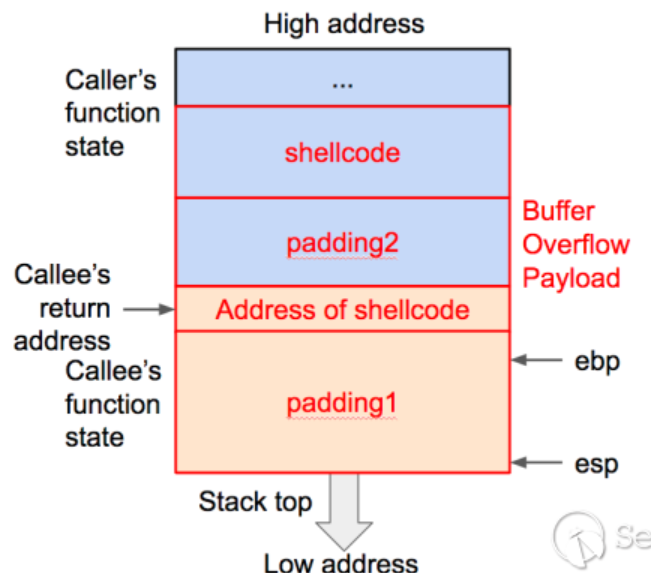 High address
Caller's
function
state
...
shellcode
padding2
Buffer
Overflow
Payload
Callee's
return
address
Address of shellcode
Callee's
function
state
padding1
ebp
esp
Stack top
Low address